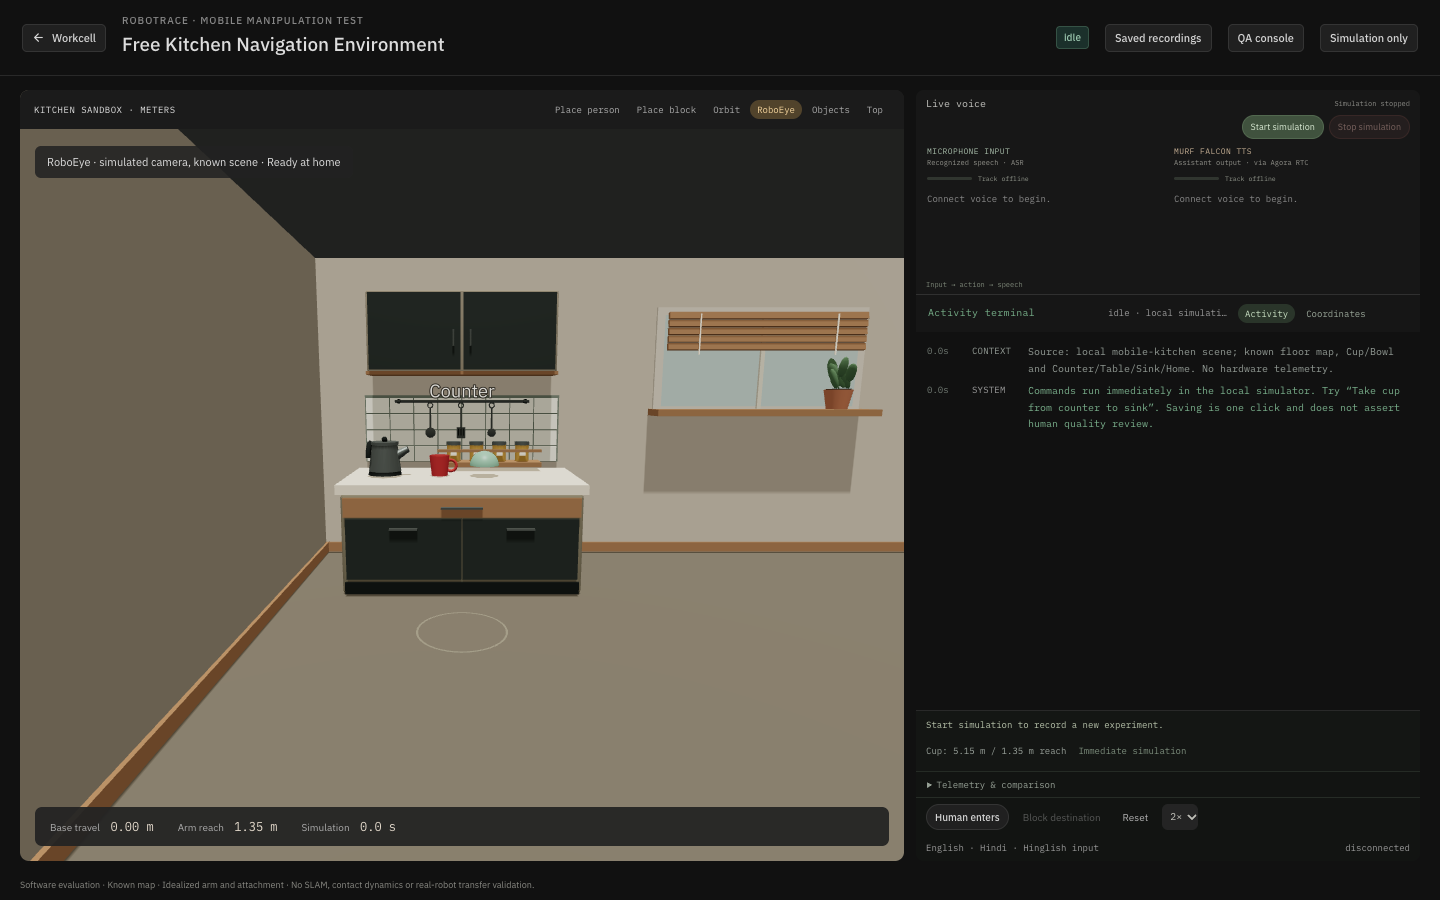 Workcell
ROBOTRACE · MOBILE MANIPULATION TEST
Free Kitchen Navigation Environment
Idle
Saved recordings
QA console
Simulation only
KITCHEN SANDBOX · METERS
Place person
Place block
Orbit
RoboEye
Objects
Top
RoboEye · simulated camera, known scene · Ready at home
Counter
Base travel 0.00 m
Arm reach 1.35 m
Simulation 0.0 s
Live voice
Simulation stopped
Start simulation
Stop simulation
MICROPHONE INPUT
Recognized speech · ASR
Track offline
Connect voice to begin.
MURF FALCON TTS
Assistant output · via Agora RTC
Track offline
Connect voice to begin.
Input → action → speech
Activity terminal
idle · local simulati…
Activity
Coordinates
0.0s CONTEXT Source: local mobile-kitchen scene; known floor map, Cup/Bowl
and Counter/Table/Sink/Home. No hardware telemetry.
0.0s SYSTEM Commands run immediately in the local simulator. Try “Take cup
from counter to sink”. Saving is one click and does not assert
human quality review.
Start simulation to record a new experiment.
Cup: 5.15 m / 1.35 m reach Immediate simulation
Telemetry & comparison
Human enters
Block destination
Reset
2×
English · Hindi · Hinglish input
disconnected
Software evaluation · Known map · Idealized arm and attachment · No SLAM, contact dynamics or real-robot transfer validation.